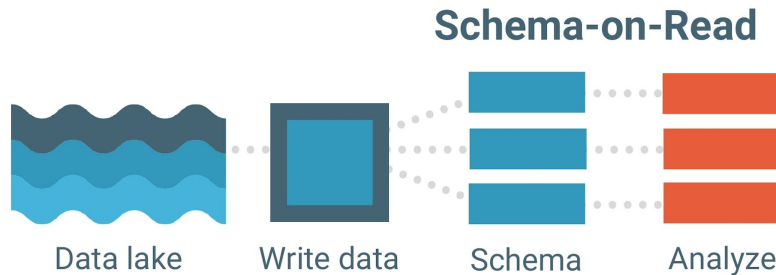 Schema-on-Read
Data lake
Write data
Schema
Analyze